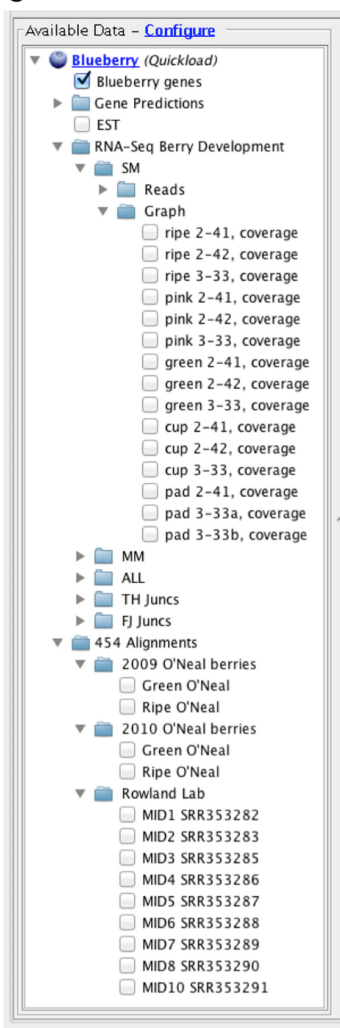 Available Data – Configure
Blueberry (Quickload)
Blueberry genes
Gene Predictions
EST
RNA-Seq Berry Development
SM
Reads
Graph
ripe 2-41, coverage
ripe 2-42, coverage
ripe 3-33, coverage
pink 2-41, coverage
pink 2-42, coverage
pink 3-33, coverage
green 2-41, coverage
green 2-42, coverage
green 3-33, coverage
cup 2-41, coverage
cup 2-42, coverage
cup 3-33, coverage
pad 2-41, coverage
pad 3-33a, coverage
pad 3-33b, coverage
MM
ALL
TH Juncs
FJ Juncs
454 Alignments
2009 O'Neal berries
Green O'Neal
Ripe O'Neal
2010 O'Neal berries
Green O'Neal
Ripe O'Neal
Rowland Lab
MID1 SRR353282
MID2 SRR353283
MID3 SRR353285
MID4 SRR353286
MID5 SRR353287
MID6 SRR353288
MID7 SRR353289
MID8 SRR353290
MID10 SRR353291